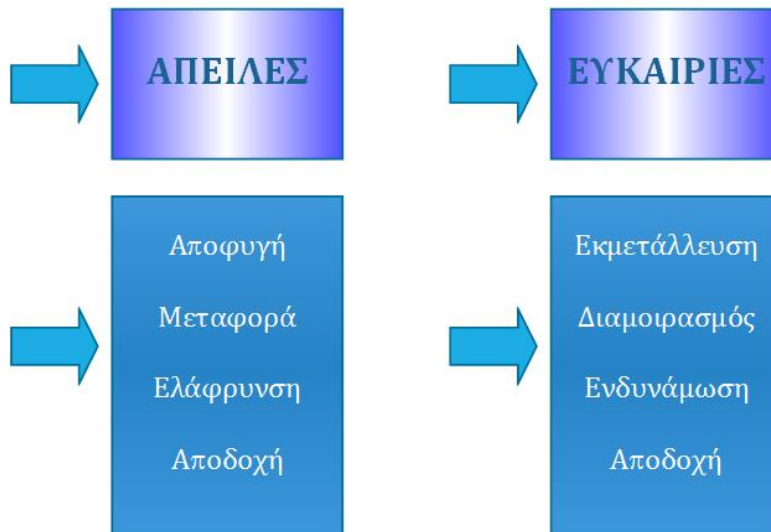 ΑΠΕΙΛΕΣ
ΕΥΚΑΙΡΙΕΣ
Αποφυγή
Μεταφορά
Ελάφρυνση
Αποδοχή
Εκμετάλλευση
Διαμοιρασμός
Ενδυνάμωση
Αποδοχή